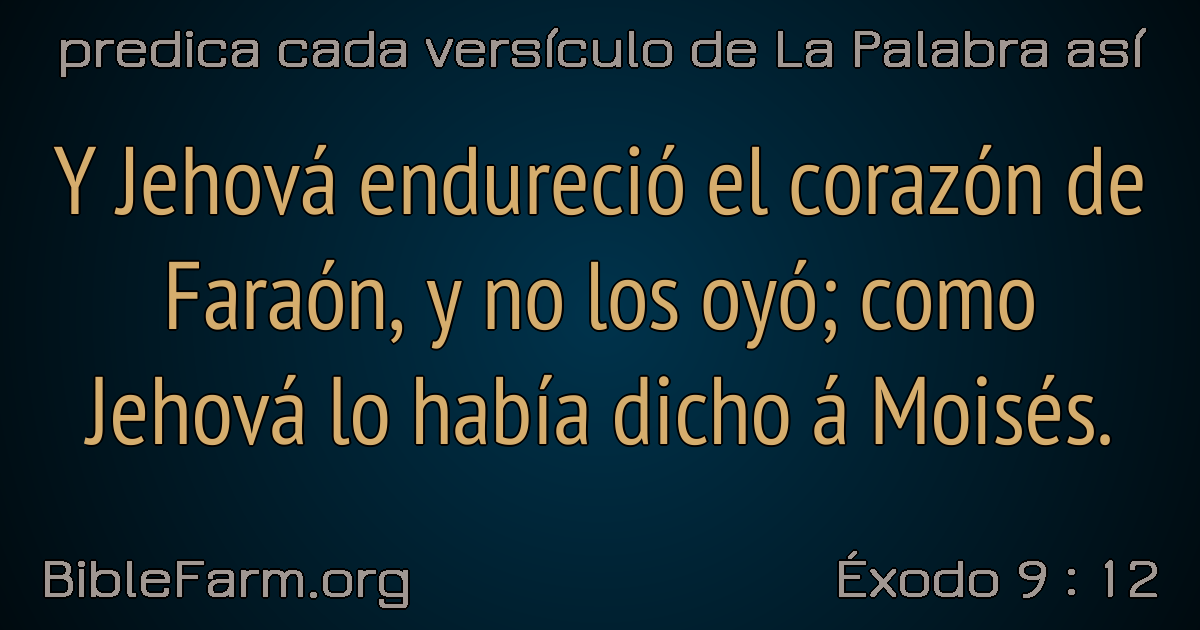 predica cada versículo de La Palabra así
Y Jehová endureció el corazón de
Faraón, y no los oyó; como
Jehová lo había dicho á Moisés.
BibleFarm.org
Éxodo 9 : 12